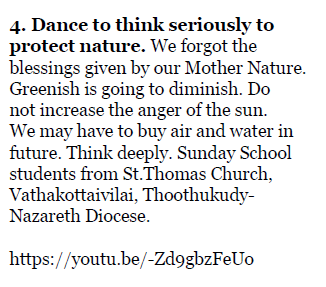 4. Dance to think seriously to
protect nature. We forgot the
blessings given by our Mother Nature.
Greenish is going to diminish. Do
not increase the anger of the sun.
We may have to buy air and water in
future. Think deeply. Sunday School
students from St.Thomas Church,
Vathakottaivilai, Thoothukudy-
Nazareth Diocese.
https://youtu.be/-Zd9gbzFeUo